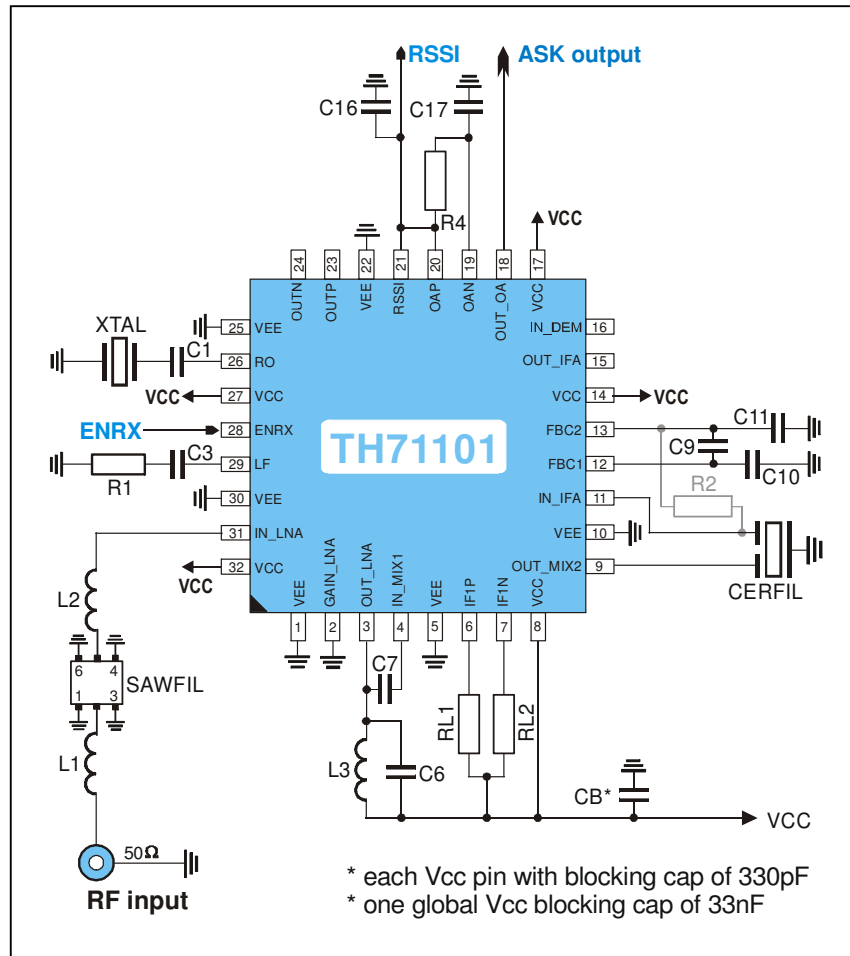 RSSI
ASK output
C16
C17
R4
VCC
24
23
22
21
20
19
18
17
OUTN
OUTP
VEE
RSSI
OAP
OAN
OUT_OA
VCC
XTAL
C1
25
VEE
26
RO
VCC
27
VCC
ENRX
28
ENRX
C3
R1
29
LF
30
VEE
31
IN_LNA
VCC
32
VCC
TH71101
IN_DEM
16
OUT_IFA
15
VCC
14
VCC
FBC2
13
C11
C9
FBC1
12
C10
IN_IFA
11
R2
VEE
10
OUT_MIX2
9
CERFIL
VEE
GAIN_LNA
OUT_LNA
IN_MIX1
VEE
IF1P
IF1N
VCC
1
2
3
4
5
6
7
8
L2
6
4
1
3
SAWFIL
L1
C7
RL1
RL2
L3
C6
CB*
VCC
50Ω
RF input
* each Vcc pin with blocking cap of 330pF
* one global Vcc blocking cap of 33nF